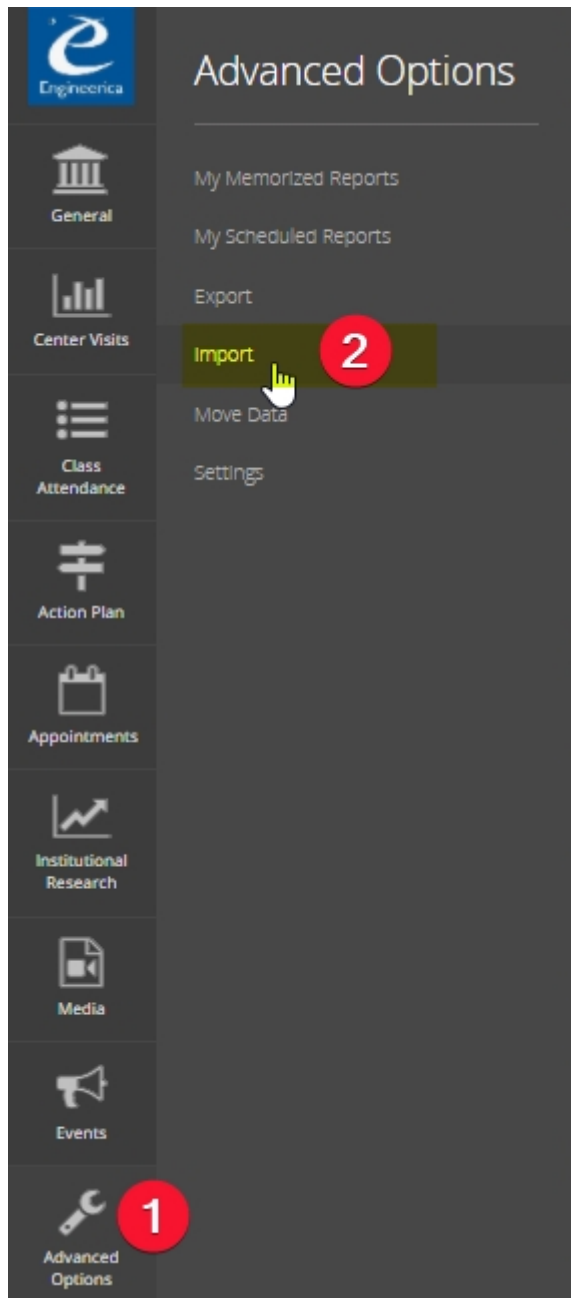 Engineerica
General
Center Visits
Class
Attendance
Action Plan
Appointments
Institutional
Research
Media
Events
1
Advanced
Options
Advanced Options
My Memorized Reports
My Scheduled Reports
Export
Import
2
Move Data
Settings